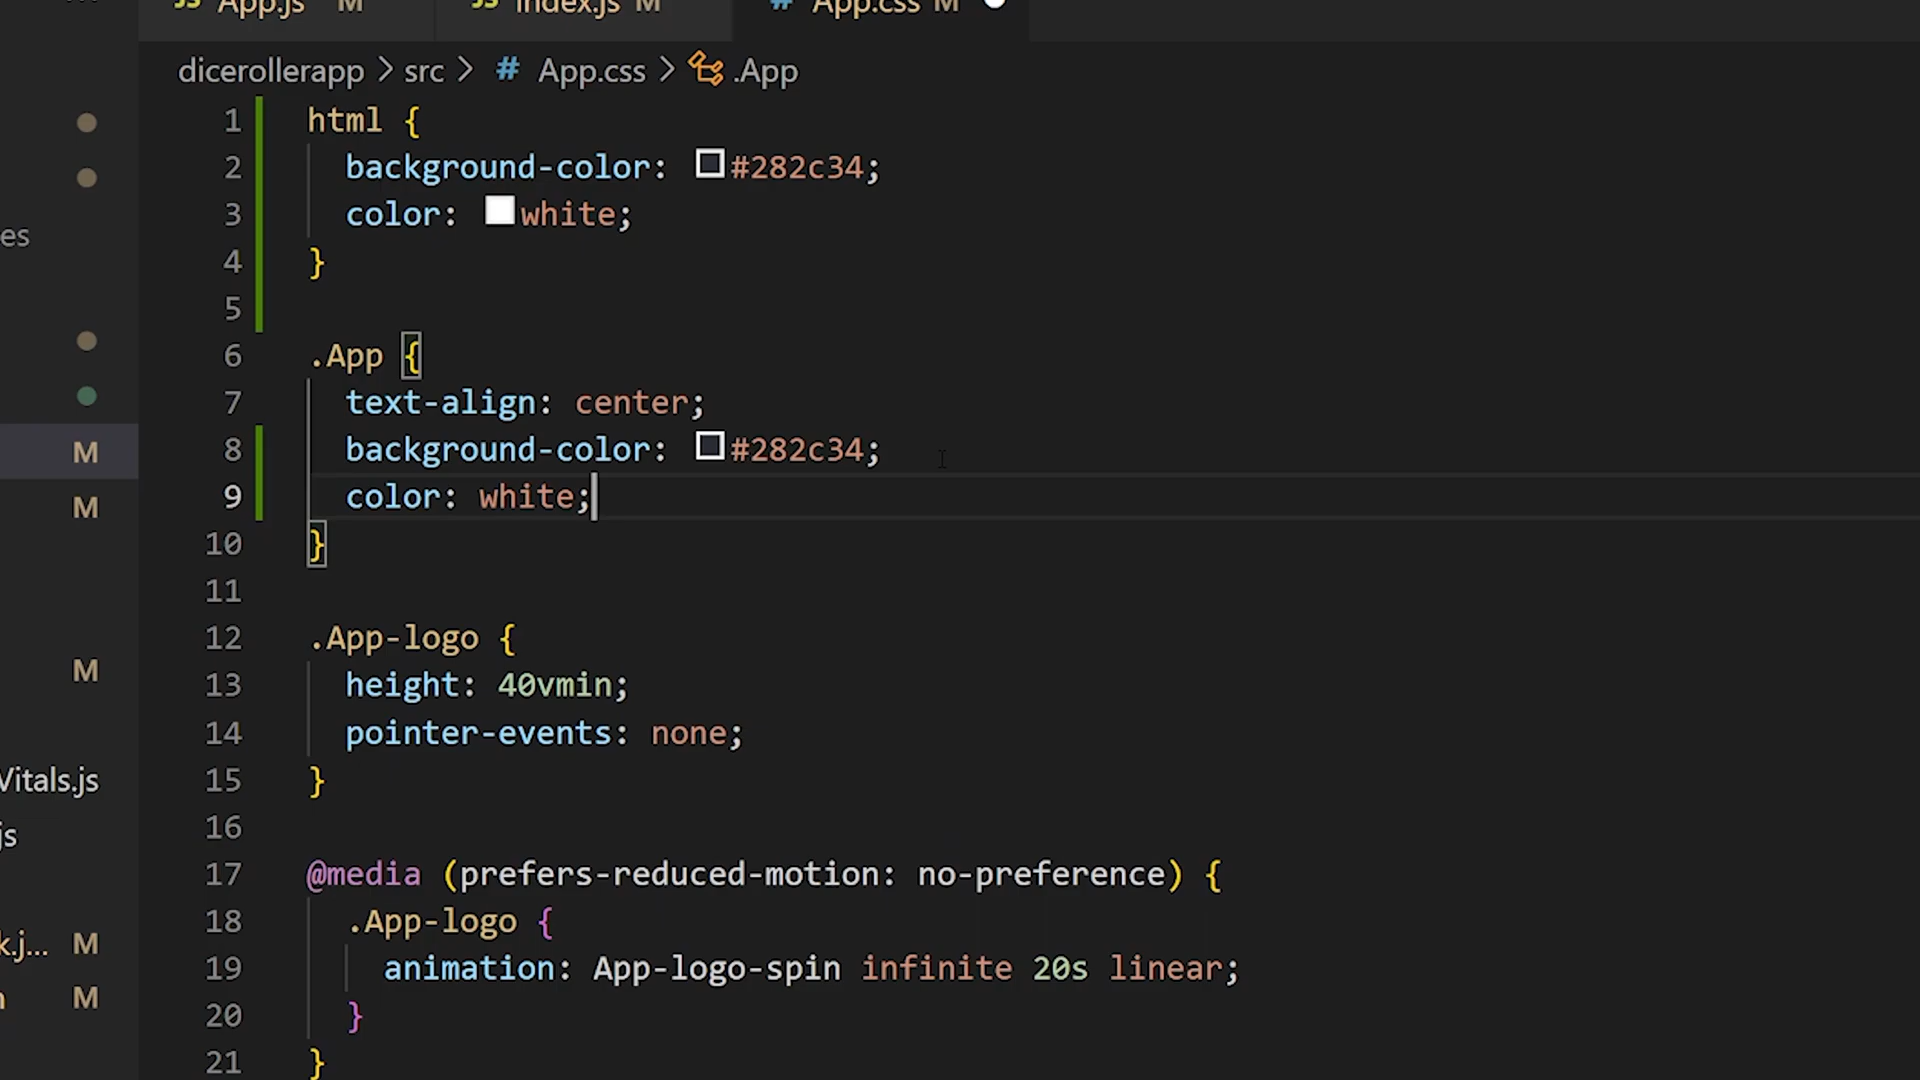 App.js M index.js M # App.css M
dicerollerapp > src > # App.css > .App
1 html {
2 background-color: #282c34;
es
3 color: white;
4 }
5
6 .App {
7 text-align: center;
M 8 background-color: #282c34;
M 9 color: white;
10 }
11
12 .App-logo {
M 13 height: 40vmin;
14 pointer-events: none;
Vitals.js 15 }
js 16
17 @media (prefers-reduced-motion: no-preference) {
k.j... M 18 .App-logo {
M 19 animation: App-logo-spin infinite 20s linear;
20 }
21 }